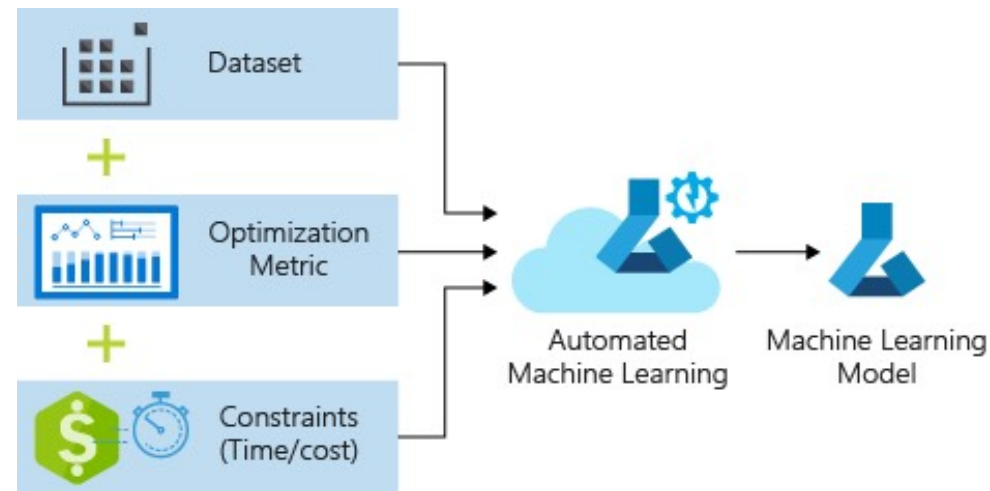 Dataset
Optimization
Metric
Constraints
(Time/cost)
Automated
Machine Learning
Machine Learning
Model